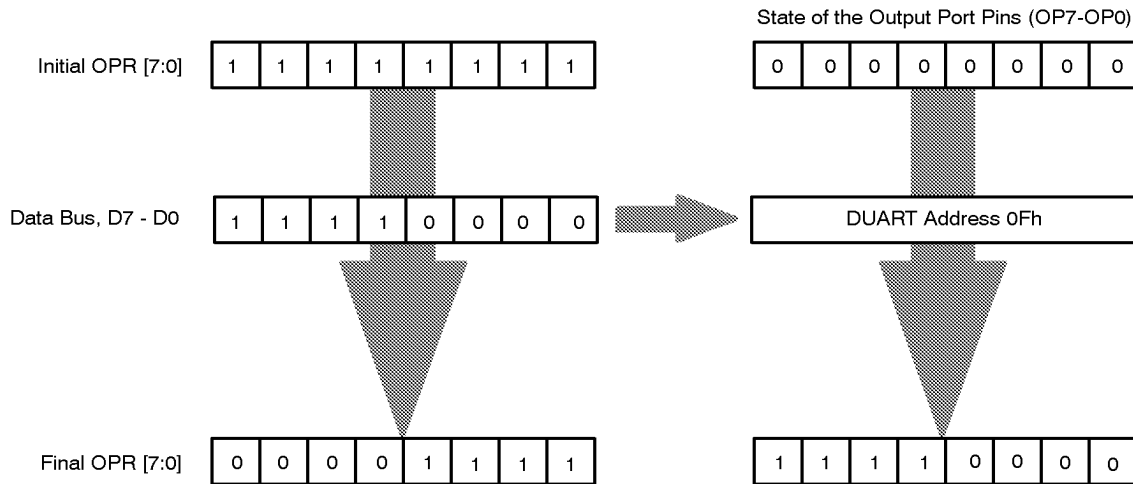 State of the Output Port Pins (OP7-OP0)
Initial OPR [7:0] 1 1 1 1 1 1 1 1 0 0 0 0 0 0 0 0
Data Bus, D7 - D0 1 1 1 1 0 0 0 0 DUART Address 0Fh
Final OPR [7:0] 0 0 0 0 1 1 1 1 1 1 1 1 0 0 0 0